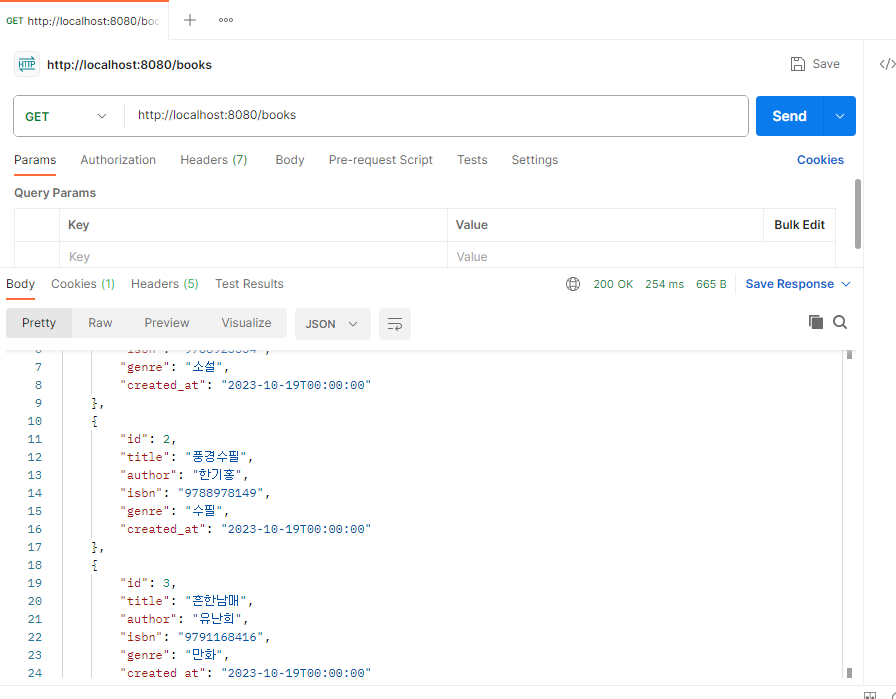 GET http://localhost:8080/boo
http://localhost:8080/books
Save
GET http://localhost:8080/books
Send
Params Authorization Headers (7) Body Pre-request Script Tests Settings Cookies
Query Params
Key Value Bulk Edit
Key Value
Body Cookies (1) Headers (5) Test Results 200 OK 254 ms 665 B Save Response
Pretty Raw Preview Visualize JSON
7 "genre": "소설",
8 "created_at": "2023-10-19T00:00:00"
9 },
10 {
11 "id": 2,
12 "title": "풍경수필",
13 "author": "한기홍",
14 "isbn": "9788978149",
15 "genre": "수필",
16 "created_at": "2023-10-19T00:00:00"
17 },
18 {
19 "id": 3,
20 "title": "흔한남매",
21 "author": "유난희",
22 "isbn": "9791168416",
23 "genre": "만화",
24 "created_at": "2023-10-19T00:00:00"